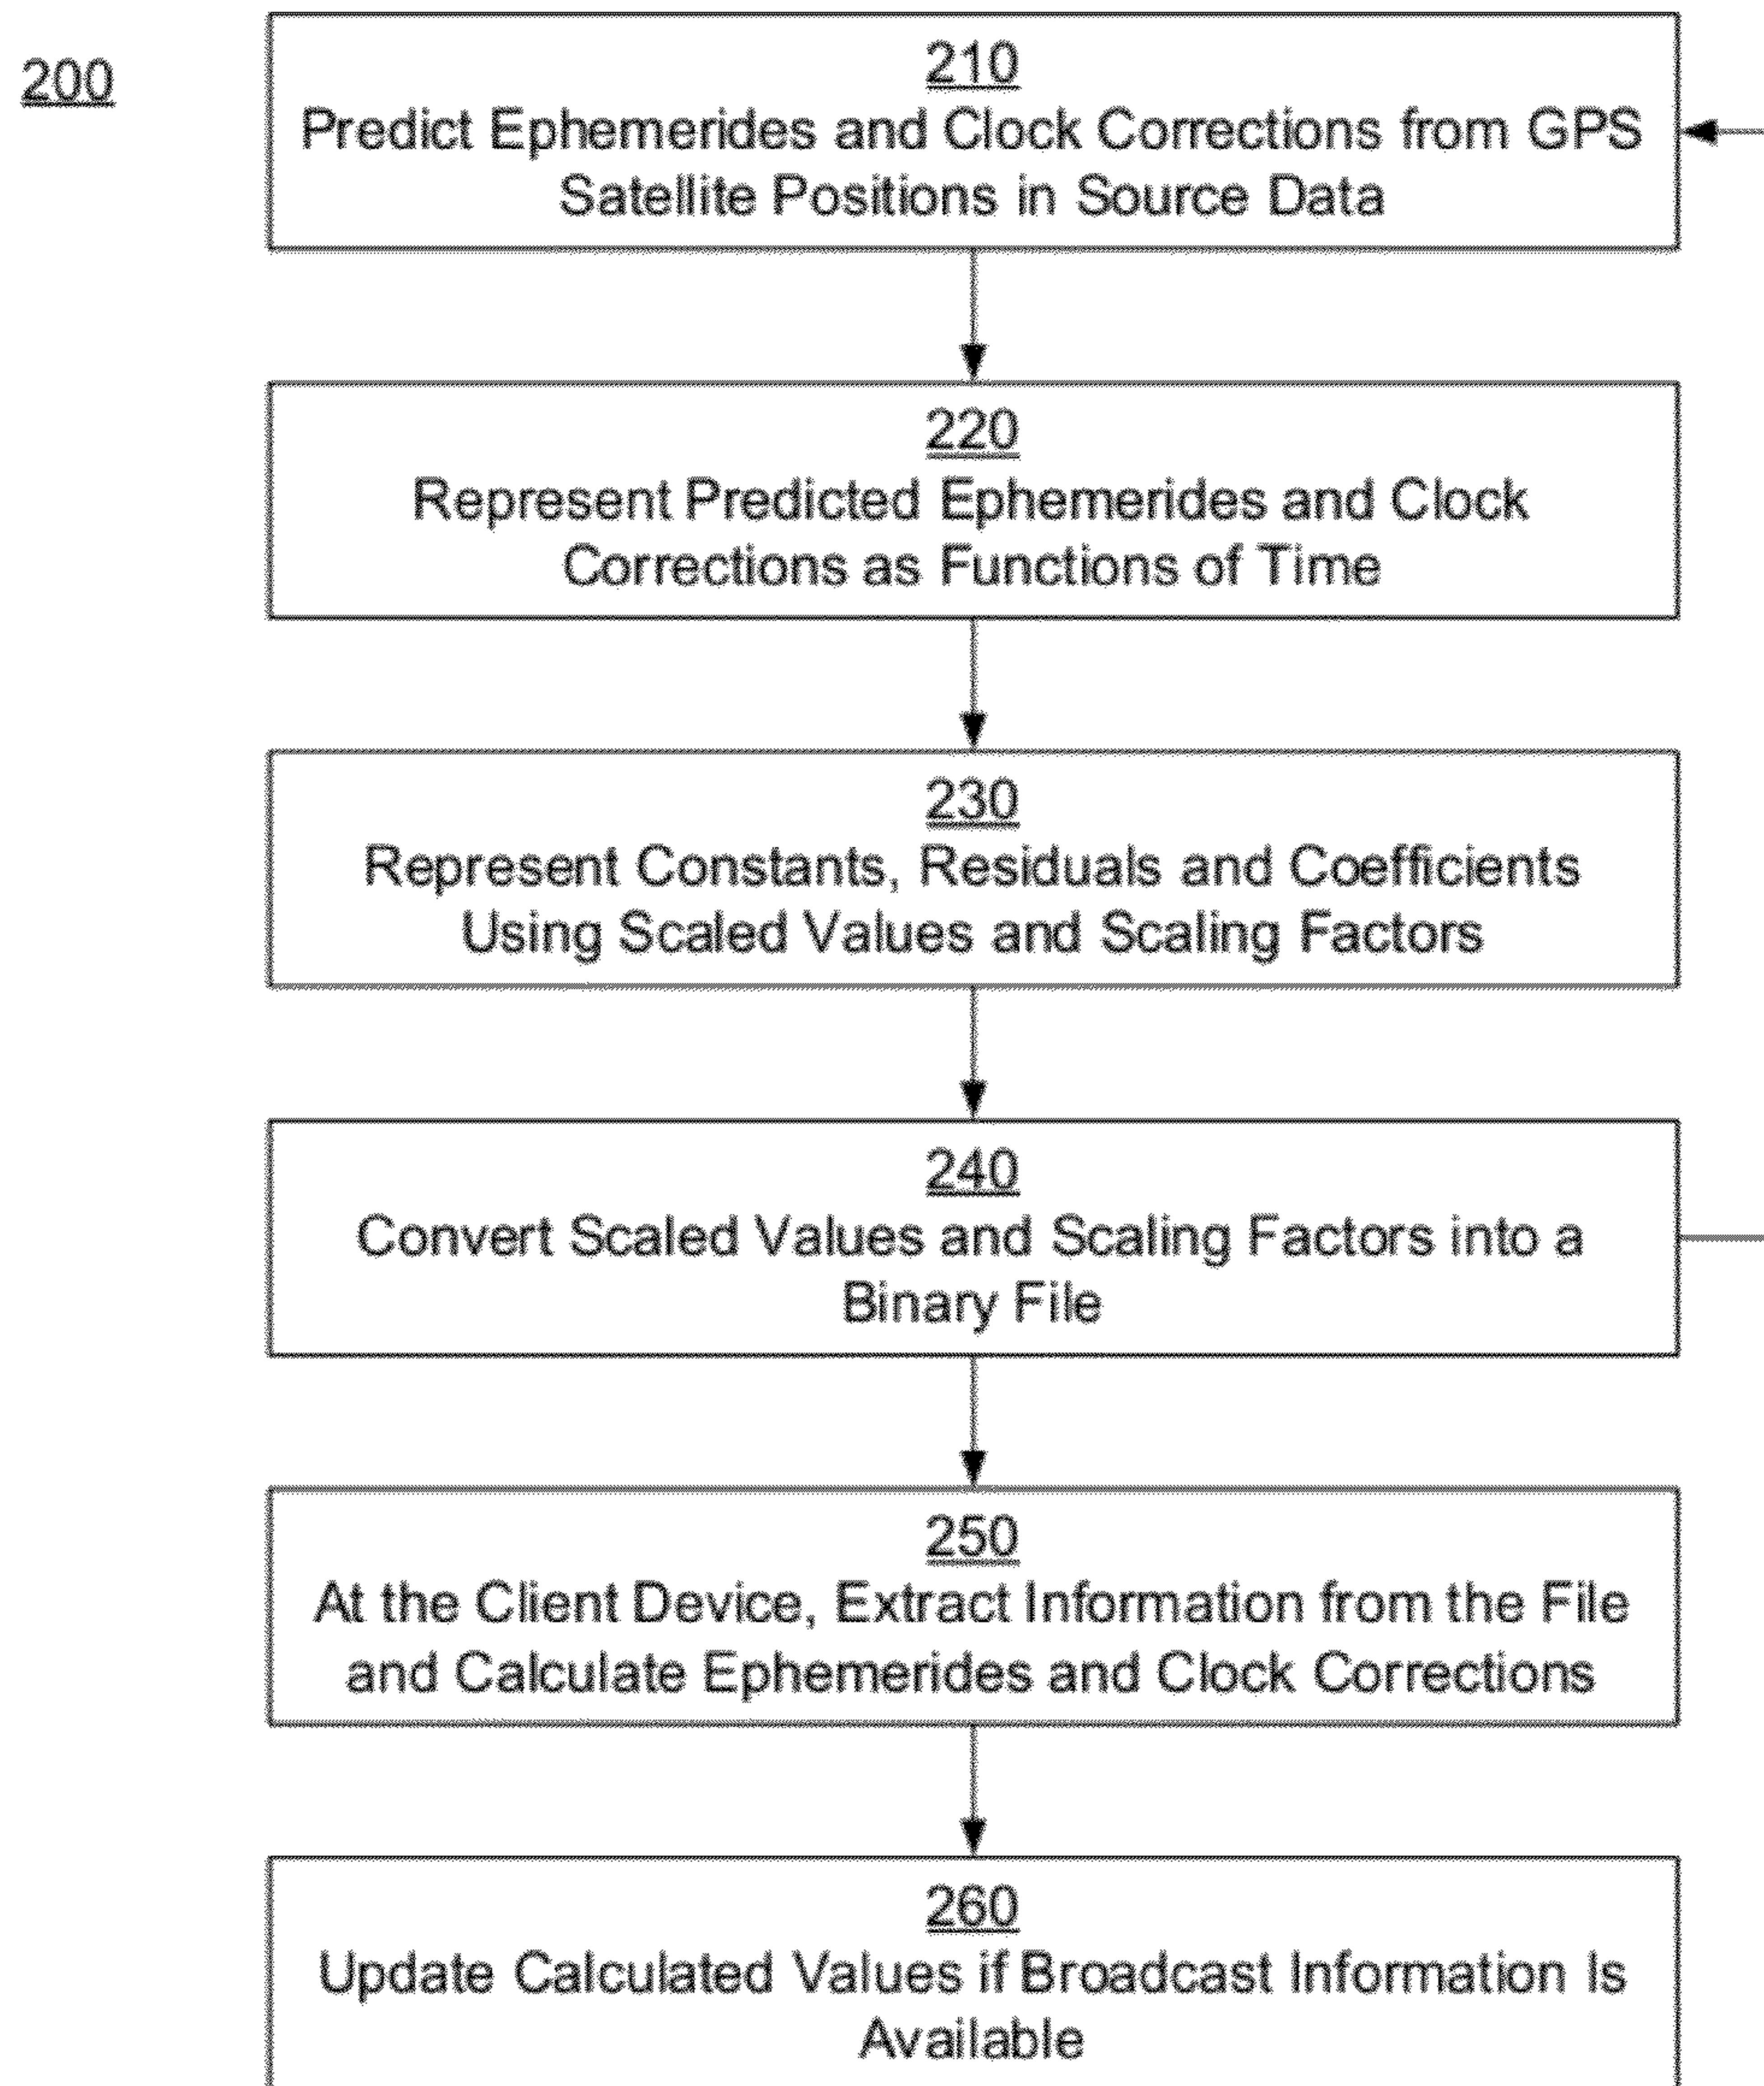 200
210
Predict Ephemerides and Clock Corrections from GPS
Satellite Positions in Source Data
220
Represent Predicted Ephemerides and Clock
Corrections as Functions of Time
230
Represent Constants, Residuals and Coefficients
Using Scaled Values and Scaling Factors
240
Convert Scaled Values and Scaling Factors into a
Binary File
250
At the Client Device, Extract Information from the File
and Calculate Ephemerides and Clock Corrections
260
Update Calculated Values if Broadcast Information Is
Available